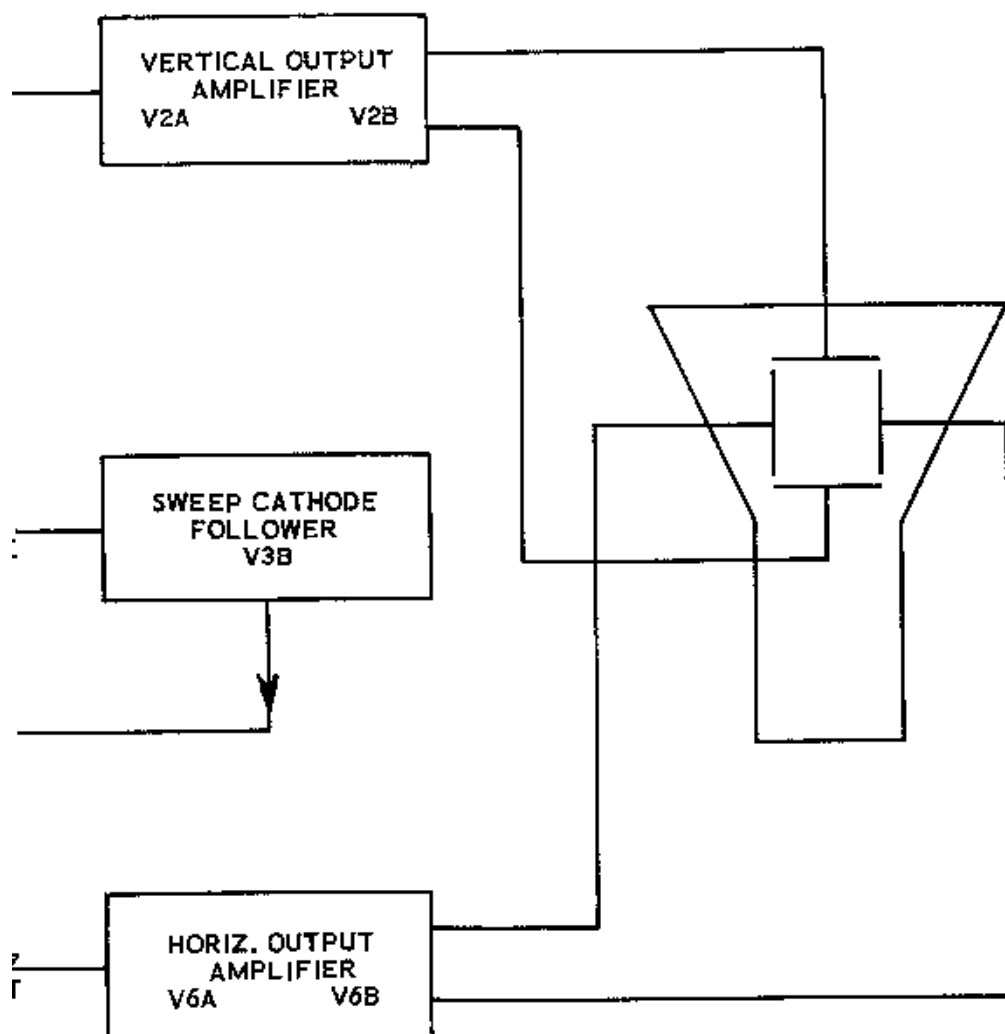 VERTICAL OUTPUT
AMPLIFIER
V2A V2B
SWEEP CATHODE
FOLLOWER
V3B
HORIZ. OUTPUT
AMPLIFIER
V6A V6B